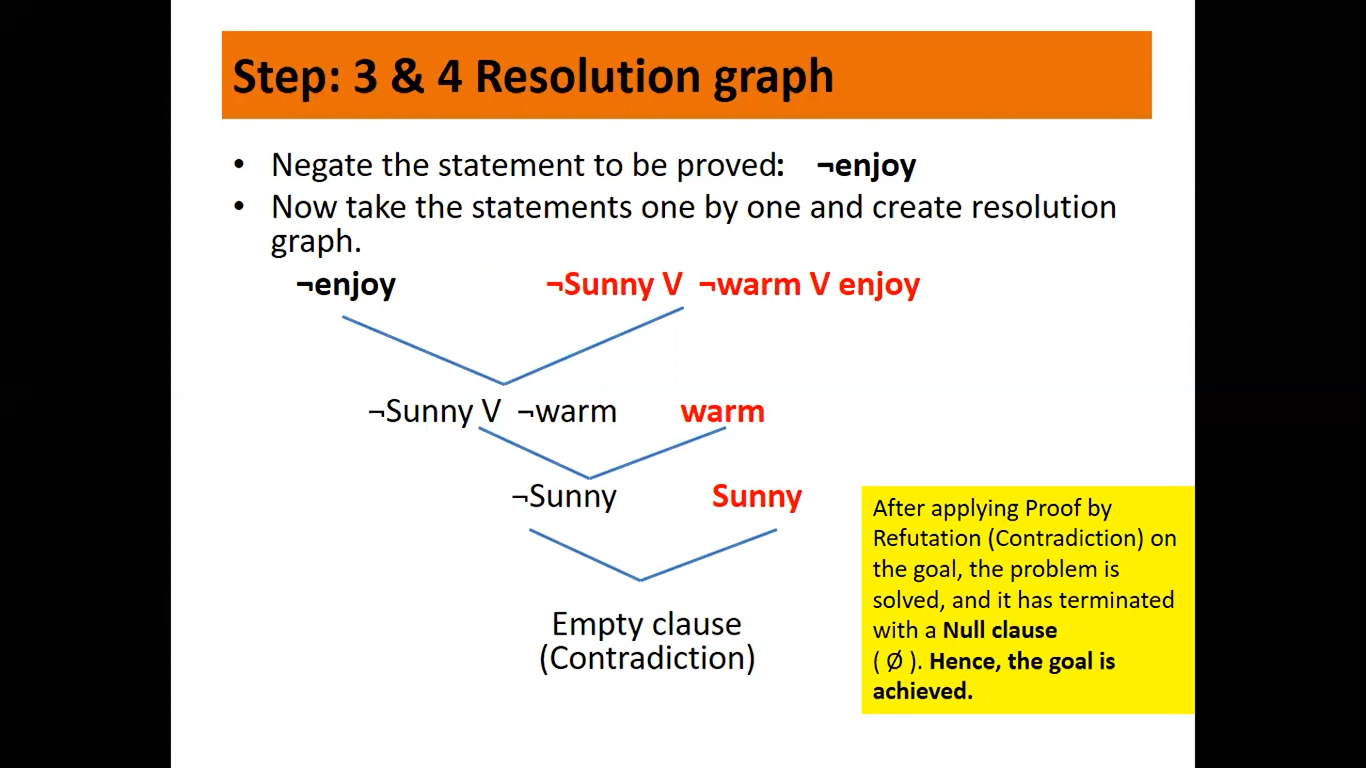 Step: 3 & 4 Resolution graph
• Negate the statement to be proved: ¬enjoy
• Now take the statements one by one and create resolution
graph.
¬enjoy ¬Sunny V ¬warm V enjoy
¬Sunny V ¬warm warm
¬Sunny Sunny
Empty clause
(Contradiction)
After applying Proof by
Refutation (Contradiction) on
the goal, the problem is
solved, and it has terminated
with a Null clause
( Ø ). Hence, the goal is
achieved.